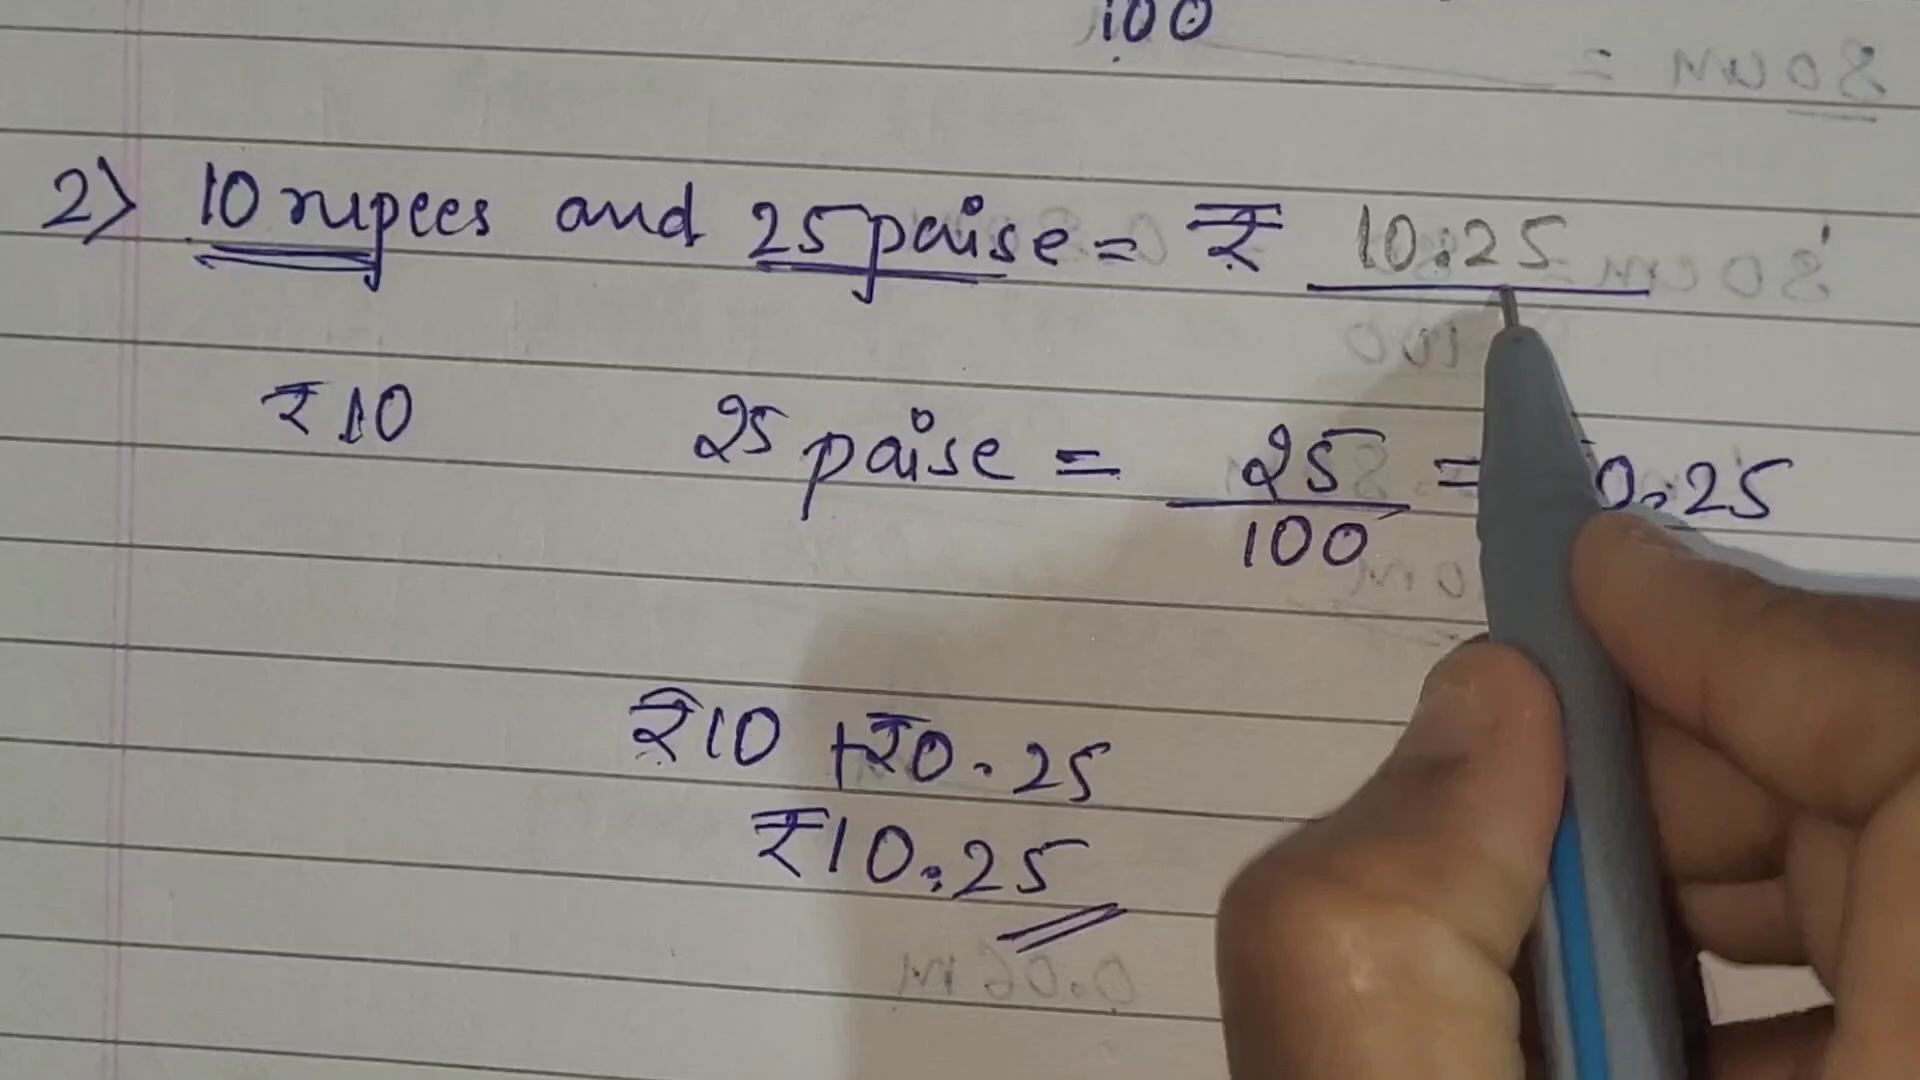 100
2) 10 rupees and 25 paise = ₹ 10.25
₹10 25 paise = 25/100 = 0.25
₹10 + ₹0.25
₹10.25